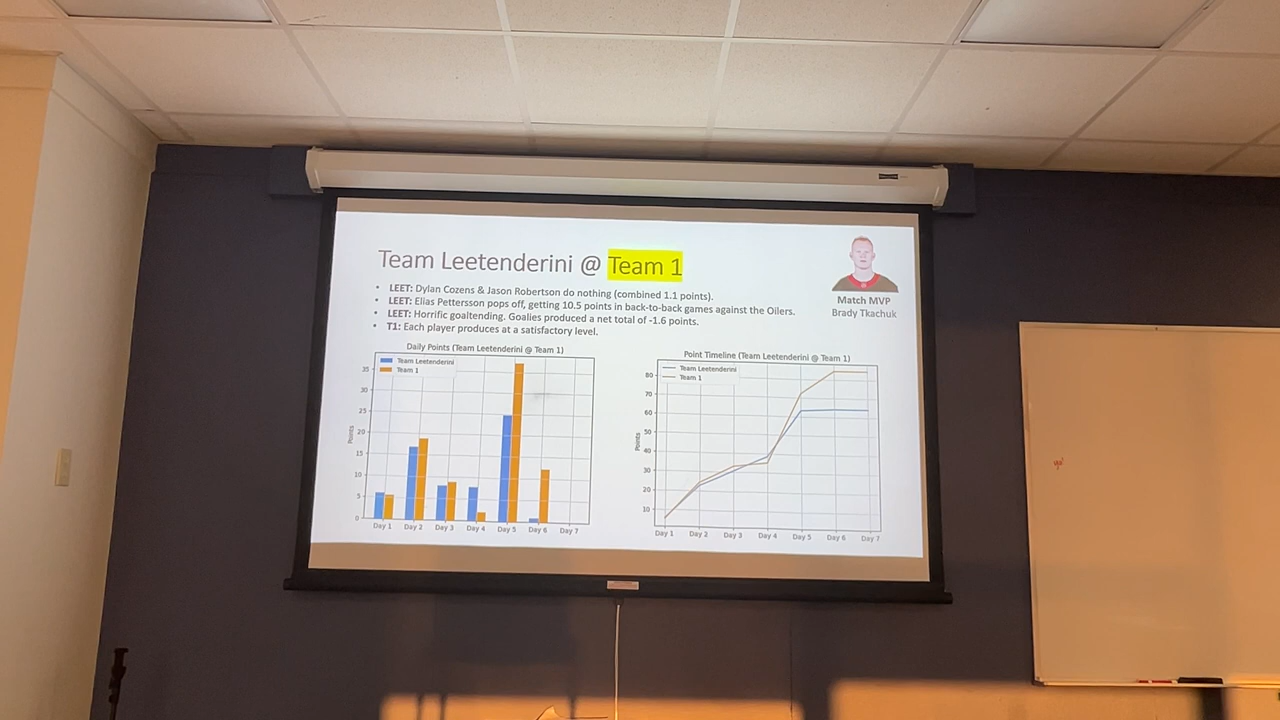 Team Leetenderini @ Team 1
• LEET: Dylan Cozens & Jason Robertson do nothing (combined 1.1 points).
• LEET: Elias Pettersson pops off, getting 10.5 points in back-to-back games against the Oilers.
• LEET: Horrific goaltending. Goalies produced a net total of -1.6 points.
• T1: Each player produces at a satisfactory level.
Match MVP
Brady Tkachuk
Daily Points (Team Leetenderini @ Team 1)
Team Leetenderini
Team 1
Points
35
30
25
20
15
10
5
0
Day 1 Day 2 Day 3 Day 4 Day 5 Day 6 Day 7
Point Timeline (Team Leetenderini @ Team 1)
Team Leetenderini
Team 1
Points
80
70
60
50
40
30
20
10
Day 1 Day 2 Day 3 Day 4 Day 5 Day 6 Day 7